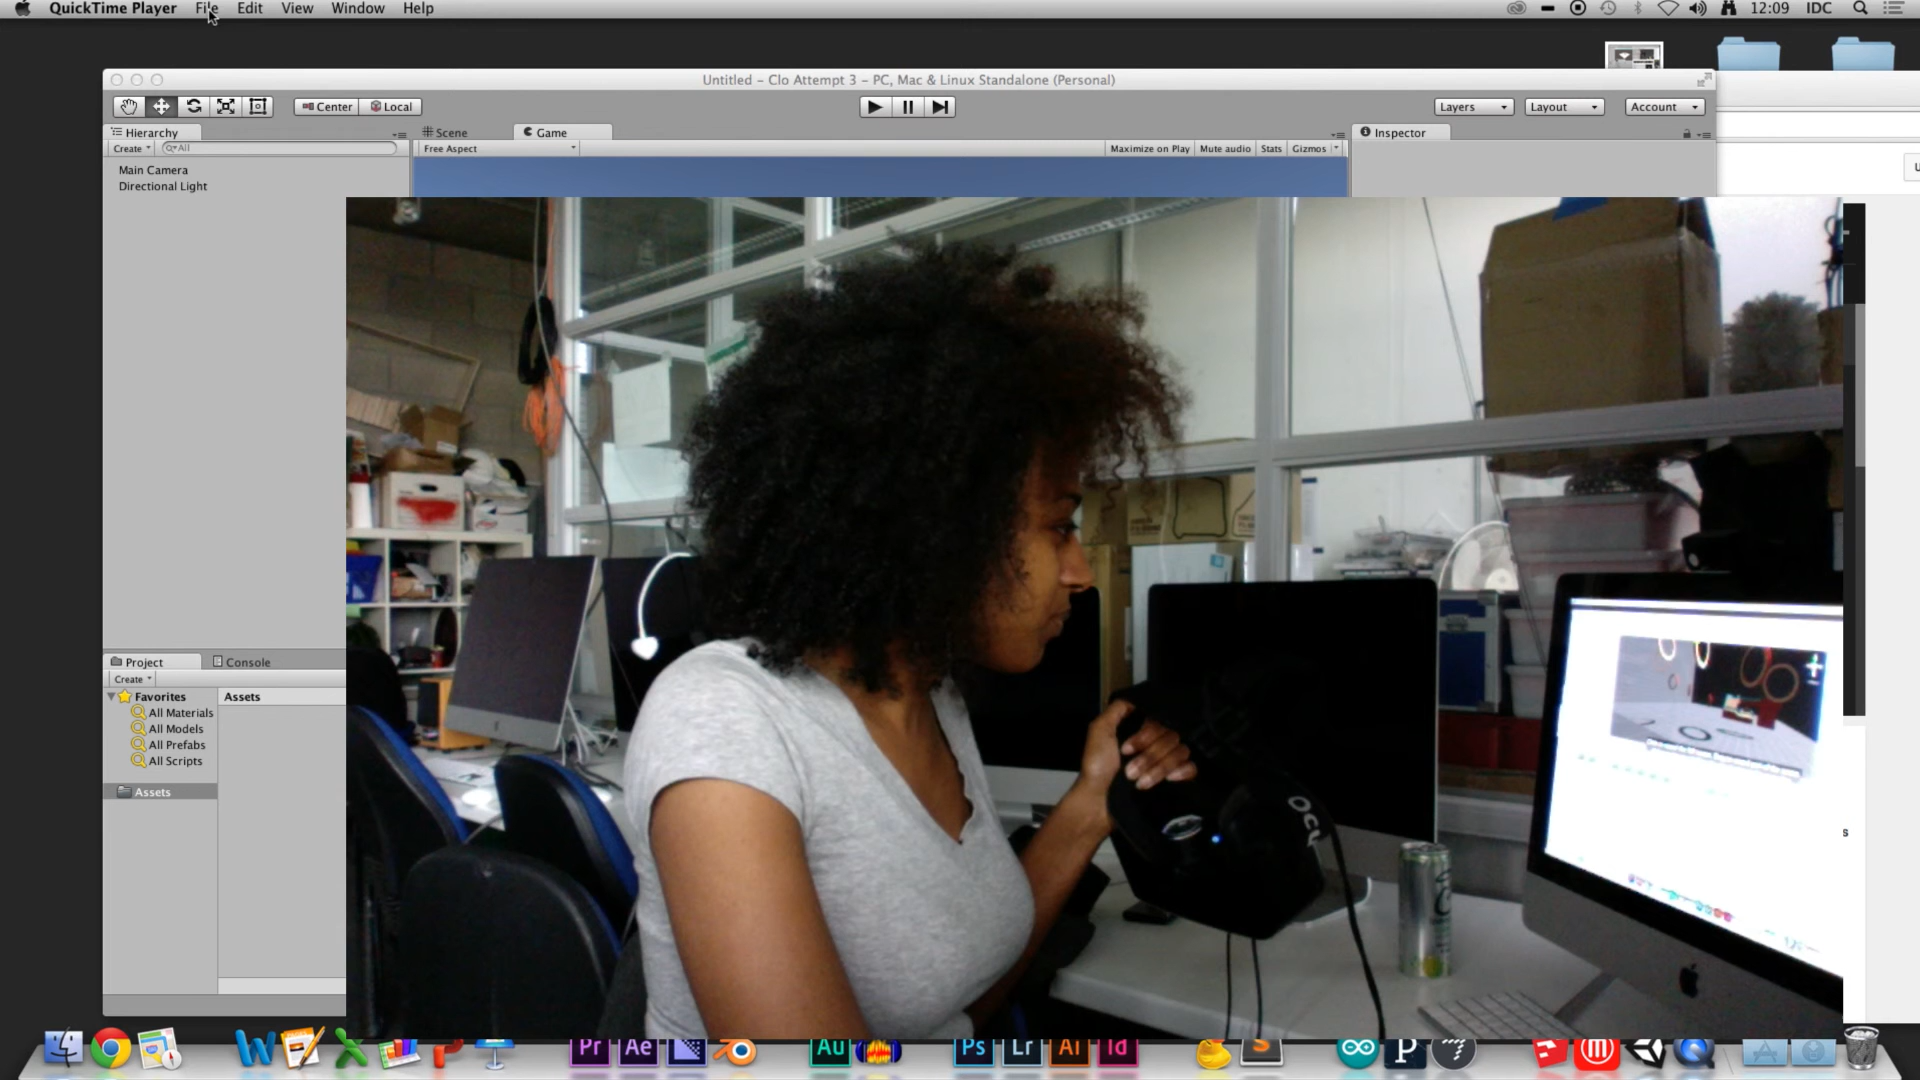 QuickTime Player File Edit View Window Help 12:09 IDC
Untitled – Clo Attempt 3 – PC, Mac & Linux Standalone (Personal)
Center Local Layers Layout Account
Hierarchy Scene Game Inspector
Create All Free Aspect Maximize on Play Mute audio Stats Gizmos
Main Camera
Directional Light
Project Console
Create
Favorites Assets
All Materials
All Models
All Prefabs
All Scripts
Assets
Ocu
s
W X Pr Ae Au Ps Lr Ai Id S P